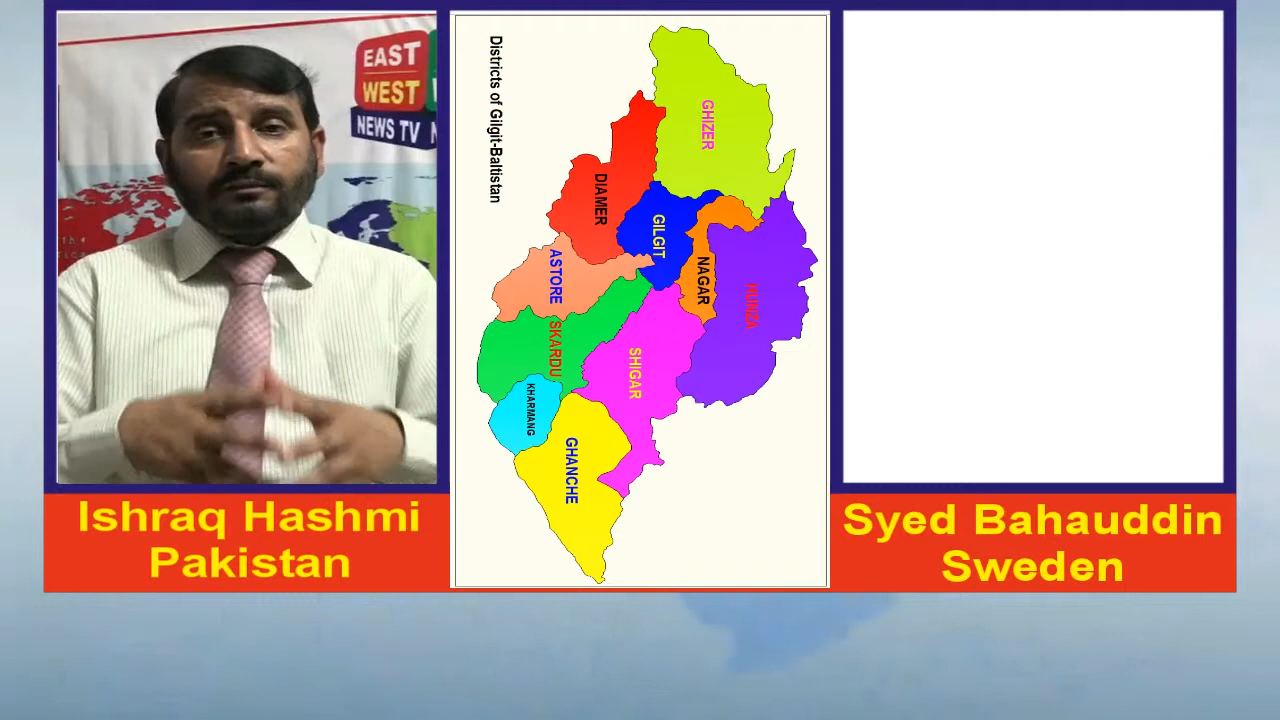 EAST
WEST
NEWS TV
Districts of Gilgit-Baltistan
GHIZER
DIAMER
GILGIT
NAGAR
HUNZA
ASTORE
SKARDU
SHIGAR
KHARMANG
GHANCHE
Ishraq Hashmi
Pakistan
Syed Bahauddin
Sweden